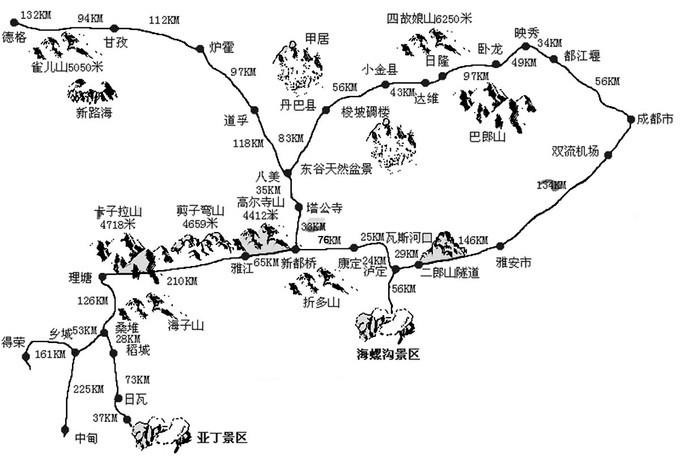 132KM
94KM
112KM
德格
甘孜
雀儿山5050米
新路海
炉霍
97KM
道孚
118KM
甲居
丹巴县
56KM
小金县
43KM
达维
日隆
四故娘山6250米
97KM
卧龙
49KM
映秀
34KM
都江堰
56KM
成都市
双流机场
134KM
巴郎山
梭坡碉楼
83KM
八美
东谷天然盆景
35KM
塔公寺
33KM
卡子拉山
4718米
剪子弯山
4659米
高尔寺山
4412米
76KM
25KM
瓦斯河口
146KM
雅安市
理塘
210KM
雅江
65KM
新都桥
康定
24KM
泸定
29KM
二郎山隧道
折多山
56KM
海螺沟景区
126KM
海子山
桑堆
53KM
28KM
乡城
稻城
得荣
161KM
225KM
中甸
73KM
日瓦
37KM
亚丁景区